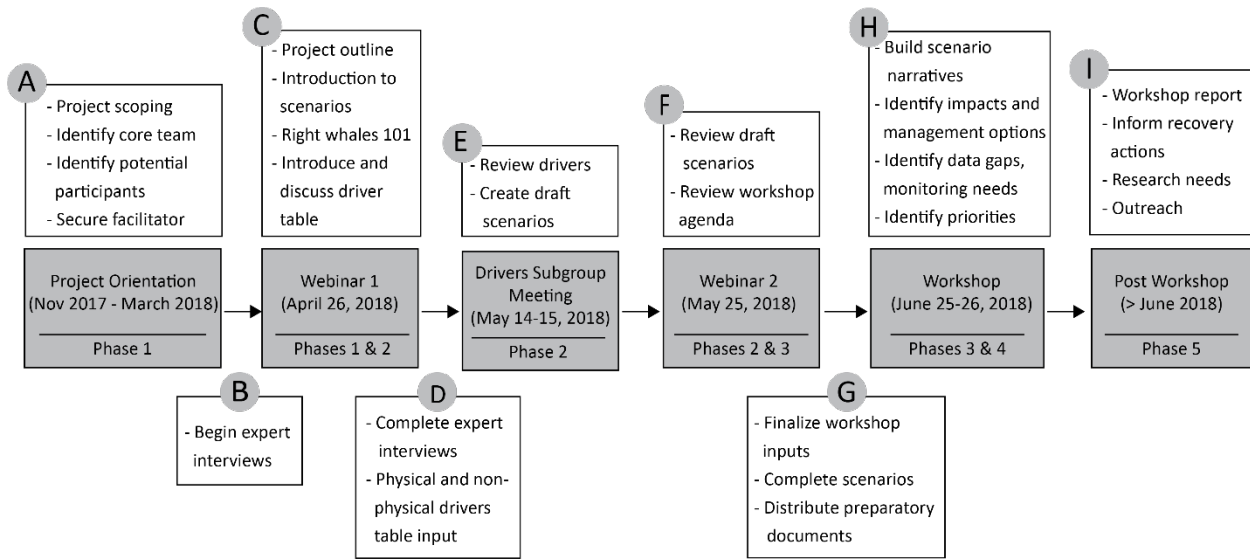 A
- Project scoping
- Identify core team
- Identify potential
participants
- Secure facilitator
C
- Project outline
- Introduction to
scenarios
- Right whales 101
- Introduce and
discuss driver
table
E
- Review drivers
- Create draft
scenarios
F
- Review draft
scenarios
- Review workshop
agenda
H
- Build scenario
narratives
- Identify impacts and
management options
- Identify data gaps,
monitoring needs
- Identify priorities
I
- Workshop report
- Inform recovery
actions
- Research needs
- Outreach
Project Orientation
(Nov 2017 - March 2018)
Phase 1
Webinar 1
(April 26, 2018)
Phases 1 & 2
Drivers Subgroup
Meeting
(May 14-15, 2018)
Phase 2
Webinar 2
(May 25, 2018)
Phases 2 & 3
Workshop
(June 25-26, 2018)
Phases 3 & 4
Post Workshop
(> June 2018)
Phase 5
B
- Begin expert
interviews
D
- Complete expert
interviews
- Physical and non-
physical drivers
table input
G
- Finalize workshop
inputs
- Complete scenarios
- Distribute preparatory
documents